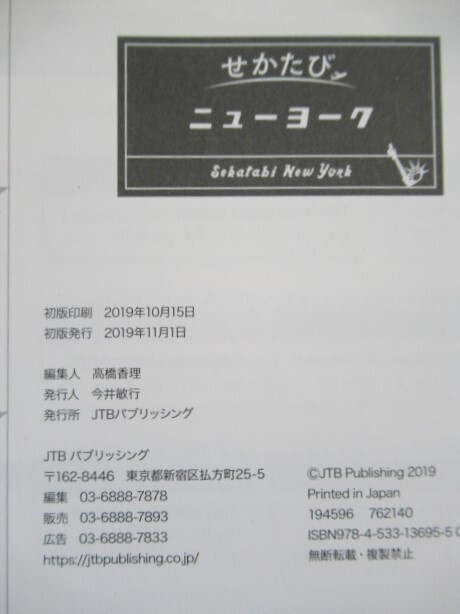 せかたび
ニューヨーク
Sekatabi New York
初版印刷 2019年10月15日
初版発行 2019年11月1日
編集人 高橋香理
発行人 今井敏行
発行所 JTBパブリッシング
JTB パブリッシング
〒162-8446 東京都新宿区払方町25-5
編集 03-6888-7878
販売 03-6888-7893
広告 03-6888-7833
https://jtbpublishing.co.jp/
©JTB Publishing 2019
Printed in Japan
194596 762140
ISBN978-4-533-13695-5 C
無断転載・複製禁止